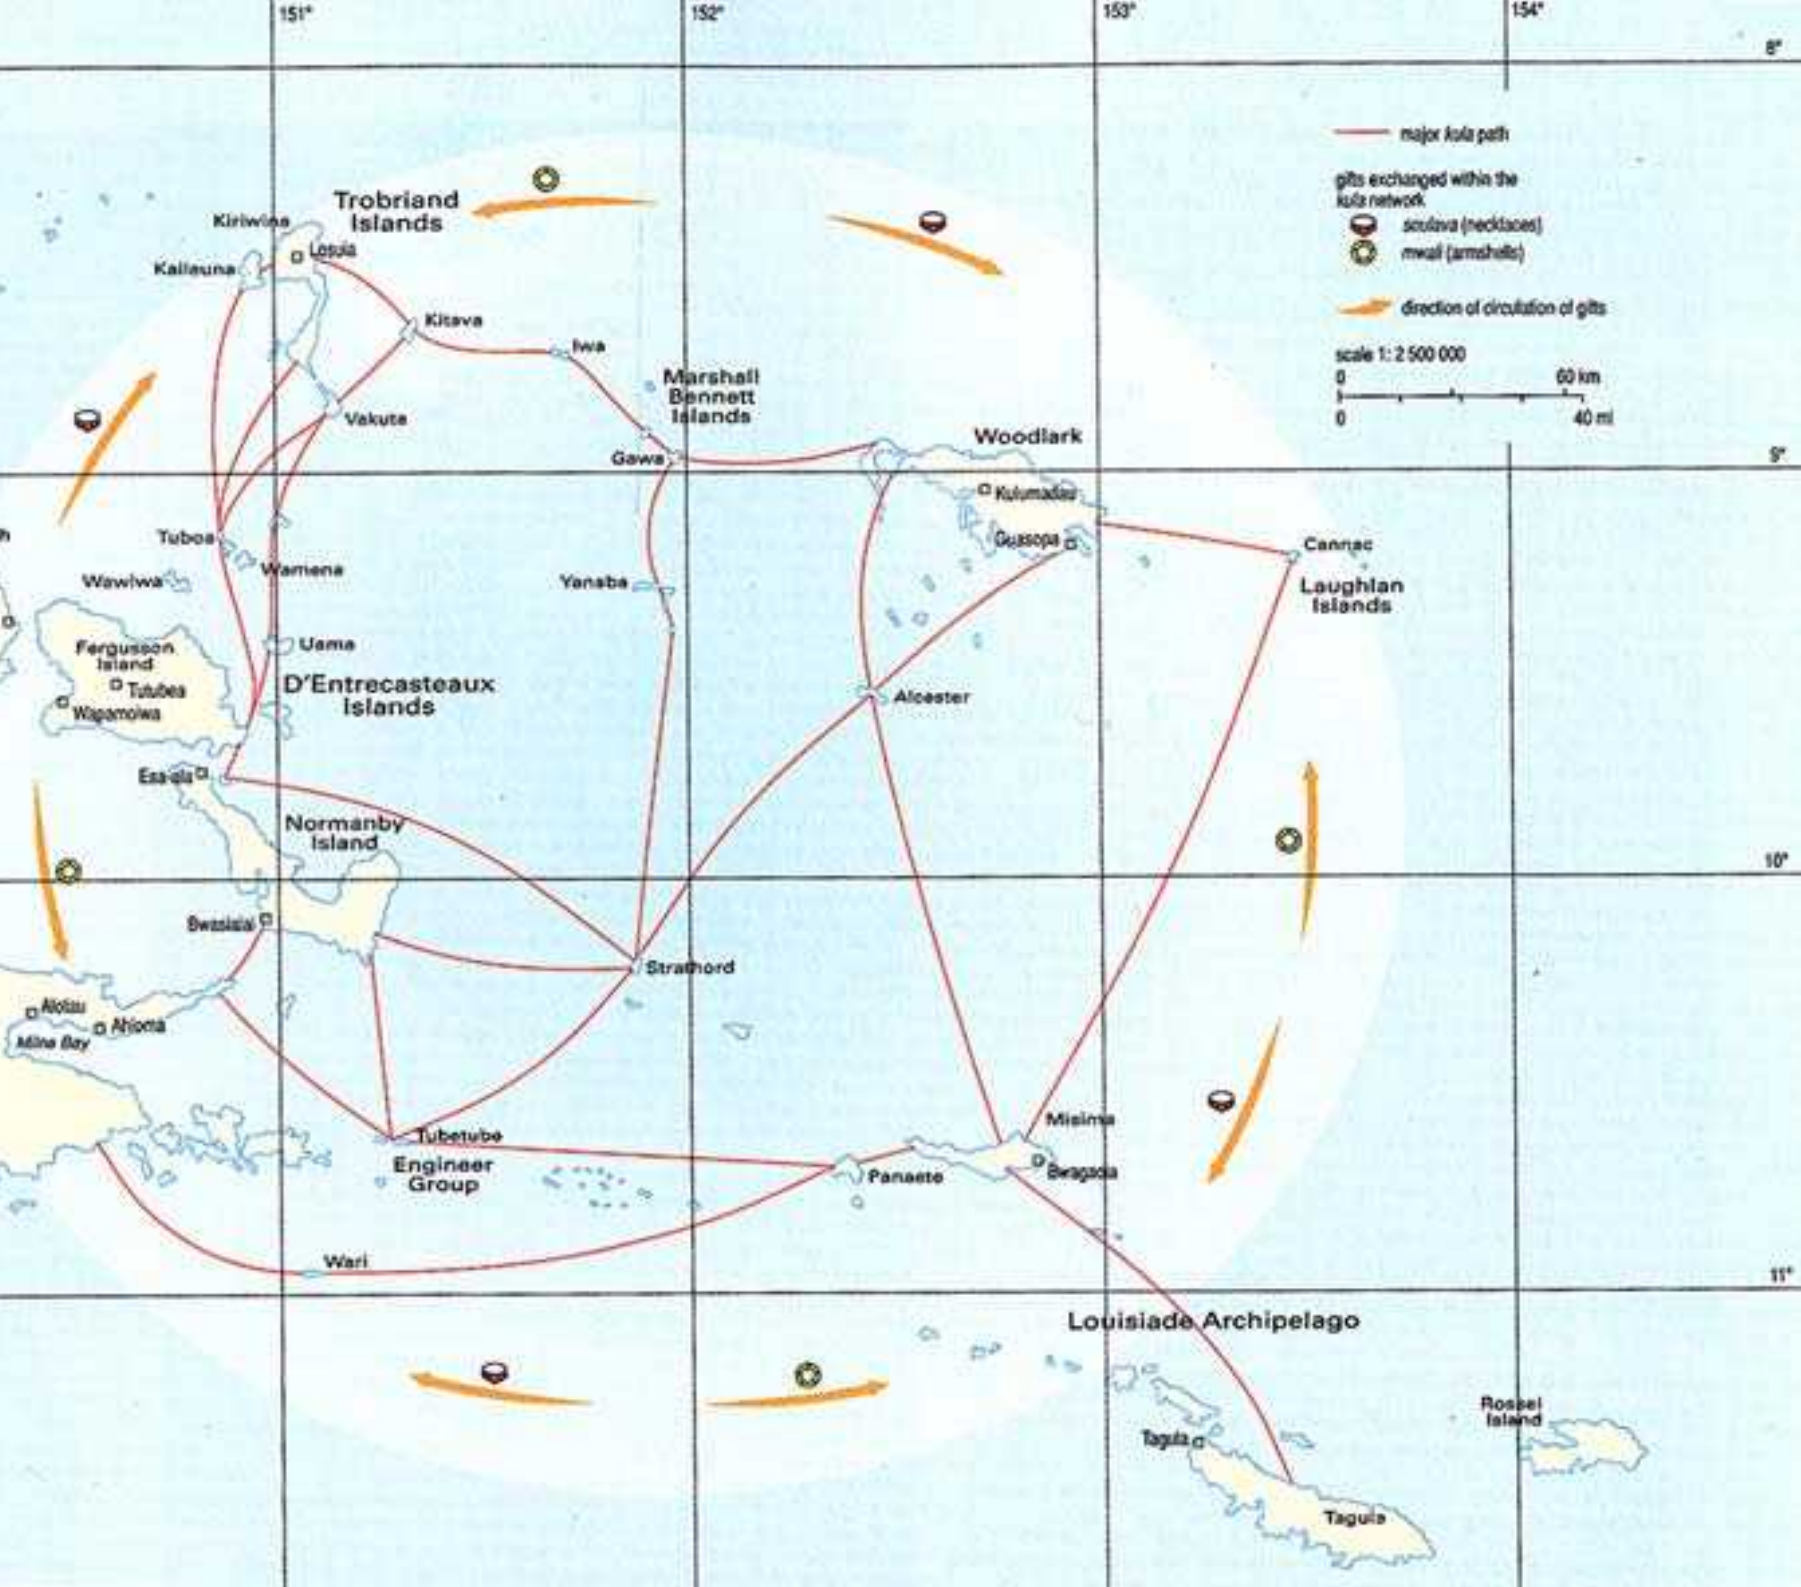 151°
152°
153°
154°
8°
major kula path
gifts exchanged within the
kula network
soulava (necklaces)
mwali (armshells)
direction of circulation of gifts
scale 1: 2 500 000
0
60 km
0
40 mi
Trobriand
Islands
Kiriwina
Losuia
Kaileuna
Kitava
Iwa
Marshall
Bennett
Islands
Vakuta
Gawa
Woodlark
9°
Kulumadau
Guasopa
h
Tuboa
Wamena
Wawiwa
Yanaba
Cannac
Laughlan
Islands
Uama
Fergusson
Island
Tutubea
Wapamoiwa
D'Entrecasteaux
Islands
Alcester
Esa-ala
Normanby
Island
10°
Bwasiaiai
Strathord
Alotau
Ahioma
Milne Bay
Tubetube
Engineer
Group
Misima
Bwagaoia
Panaete
Wari
11°
Louisiade Archipelago
Rossel
Island
Tagula
Tagula